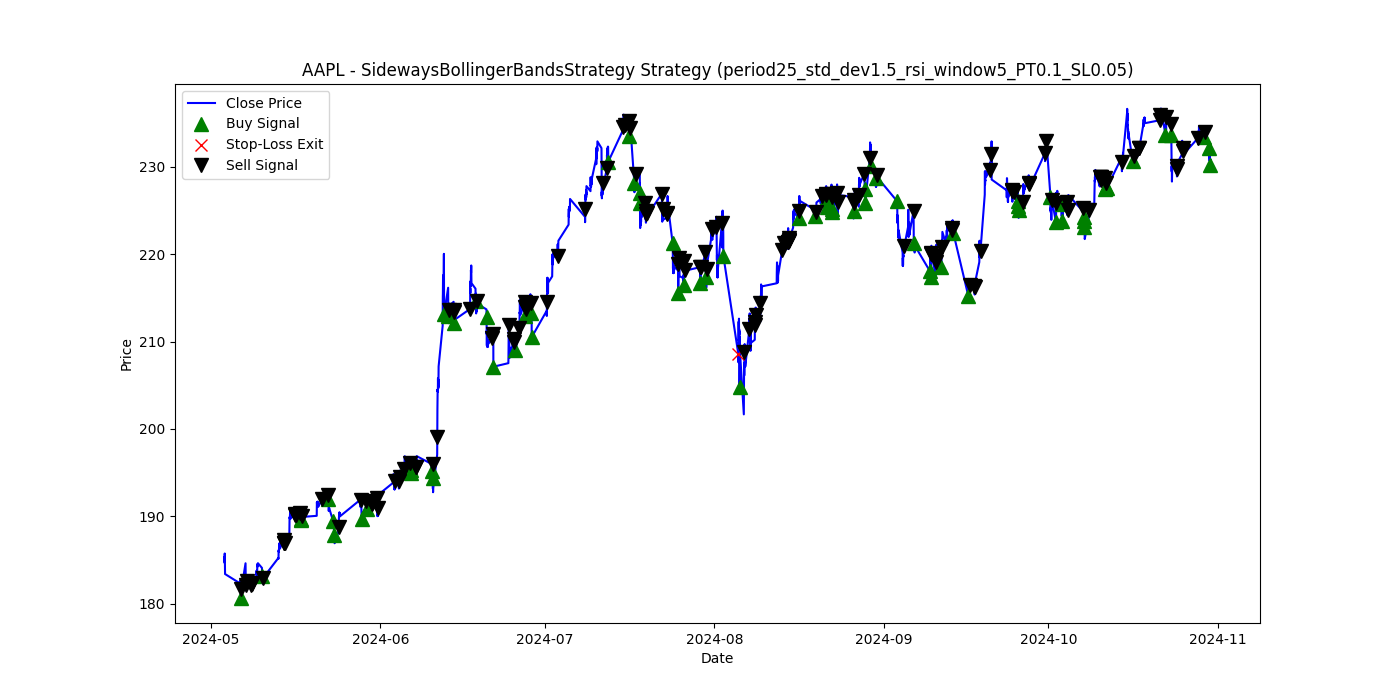 AAPL - SidewaysBollingerBandsStrategy Strategy (period25_std_dev1.5_rsi_window5_PT0.1_SL0.05)
Close Price
Buy Signal
Stop-Loss Exit
Sell Signal
230
220
210
200
190
180
Price
2024-05
2024-06
2024-07
2024-08
2024-09
2024-10
2024-11
Date